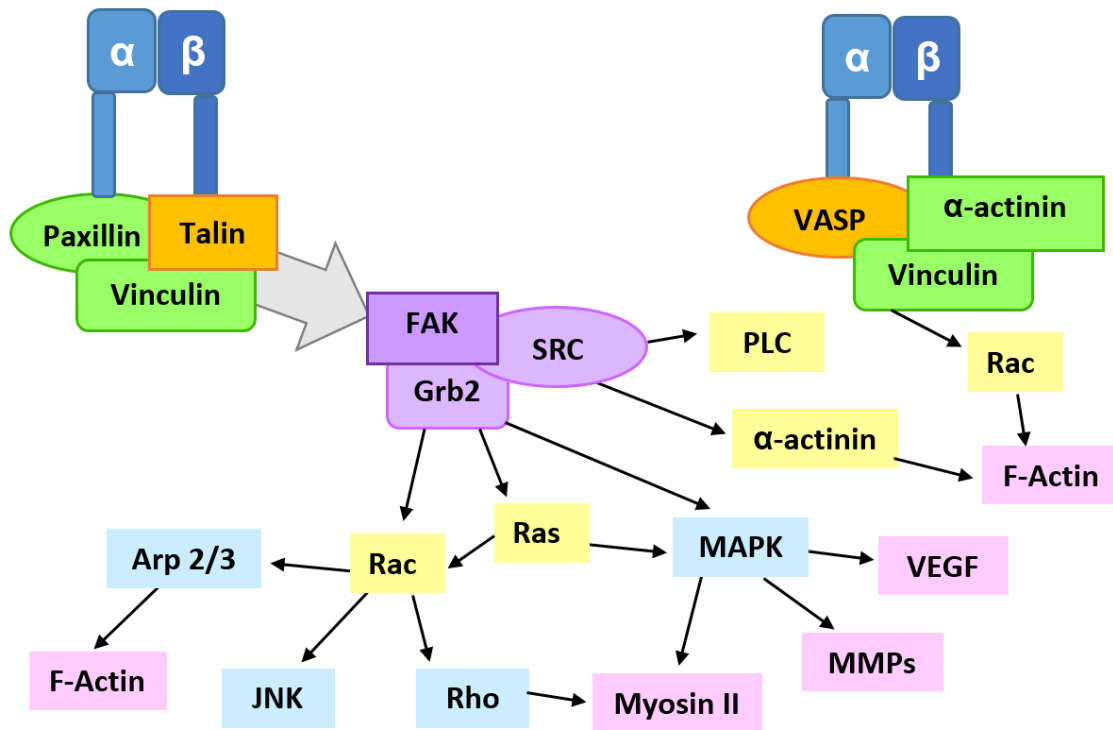 α
β
α
β
Paxillin
Talin
Vinculin
VASP
α-actinin
Vinculin
FAK
SRC
Grb2
PLC
Rac
α-actinin
F-Actin
Arp 2/3
Rac
Ras
MAPK
VEGF
F-Actin
JNK
Rho
Myosin II
MMPs